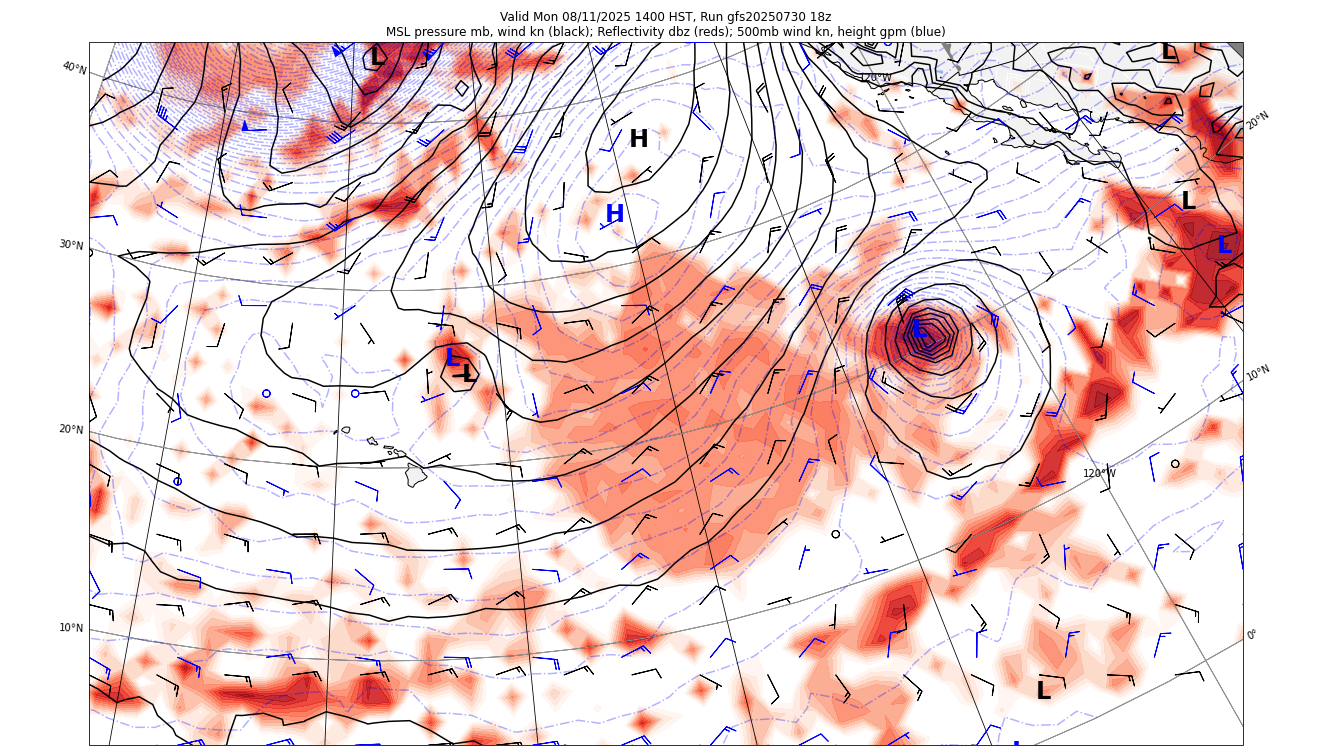 Valid Mon 08/11/2025 1400 HST, Run gfs20250730 18z
MSL pressure mb, wind kn (black); Reflectivity dbz (reds); 500mb wind kn, height gpm (blue)
L
L
120°W
40°N
20°N
H
L
H
30°N
L
L
L
L
10°N
20°N
120°W
10°N
0°
L